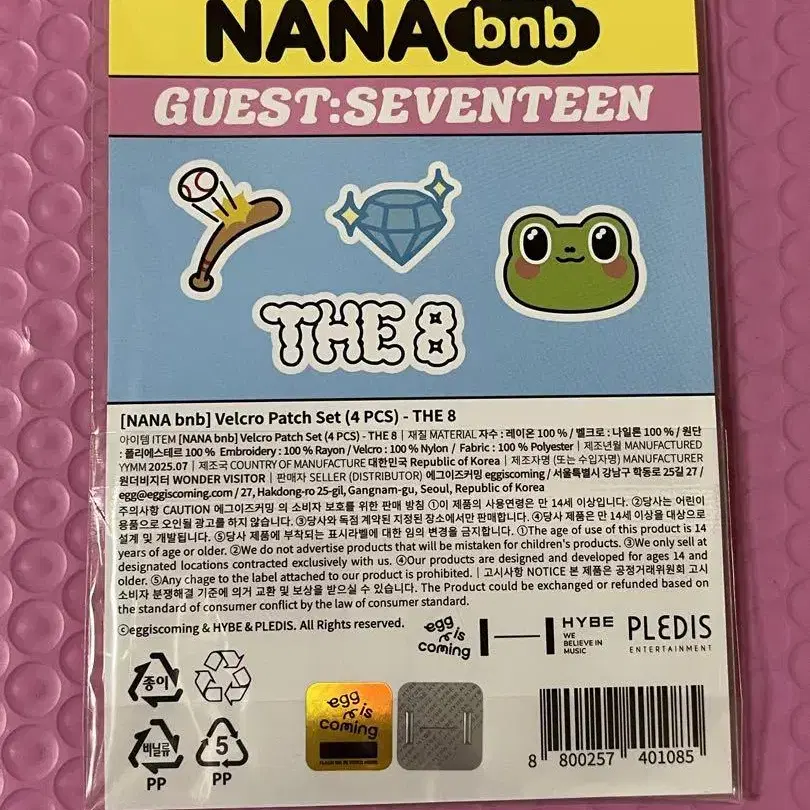 NANA bnb
GUEST:SEVENTEEN
THE 8
[NANA bnb] Velcro Patch Set (4 PCS) - THE 8
아이템 ITEM [NANA bnb] Velcro Patch Set (4 PCS) - THE 8 | 재질 MATERIAL 자수 : 레이온 100 % / 벨크로 : 나일론 100 % / 원단
: 폴리에스테르 100 % Embroidery : 100 % Rayon / Velcro : 100 % Nylon / Fabric : 100 % Polyester | 제조년월 MANUFACTURED
YYMM 2025.07 | 제조국 COUNTRY OF MANUFACTURE 대한민국 Republic of Korea | 제조자명 (또는 수입자명) MANUFACTURER
원더비지터 WONDER VISITOR | 판매자 SELLER (DISTRIBUTOR) 에그이즈커밍 eggiscoming / 서울특별시 강남구 학동로 25길 27 /
egg@eggiscoming.com / 27, Hakdong-ro 25-gil, Gangnam-gu, Seoul, Republic of Korea
주의사항 CAUTION 에그이즈커밍 의 소비자 보호를 위한 판매 방침 ①이 제품의 사용연령은 만 14세 이상입니다. ②당사는 어린이
용품으로 오인될 광고를 하지 않습니다. ③당사와 독점 계약된 지정된 장소에서만 판매합니다. ④당사 제품은 만 14세 이상을 대상으로
설계 및 개발됩니다. ⑤당사 제품에 부착되는 표시라벨에 대한 임의 변경을 금지합니다. ①The age of use of this product is 14
years of age or older. ②We do not advertise products that will be mistaken for children's products. ③We only sell at
designated locations contracted exclusively with us. ④Our products are designed and developed for ages 14 and
older. ⑤Any chage to the label attached to our product is prohibited. | 고시사항 NOTICE 본 제품은 공정거래위원회 고시
소비자 분쟁해결 기준에 의거 교환 및 보상을 받으실 수 있습니다. The Product could be exchanged or refunded based on
the standard of consumer conflict by the law of consumer standard.
ⓒeggiscoming & HYBE & PLEDIS. All Rights reserved.
egg is coming
HYBE
WE
BELIEVE IN
MUSIC
PLEDIS
ENTERTAINMENT
종이
비닐류
PP
5
PP
egg is coming
8 800257 401085